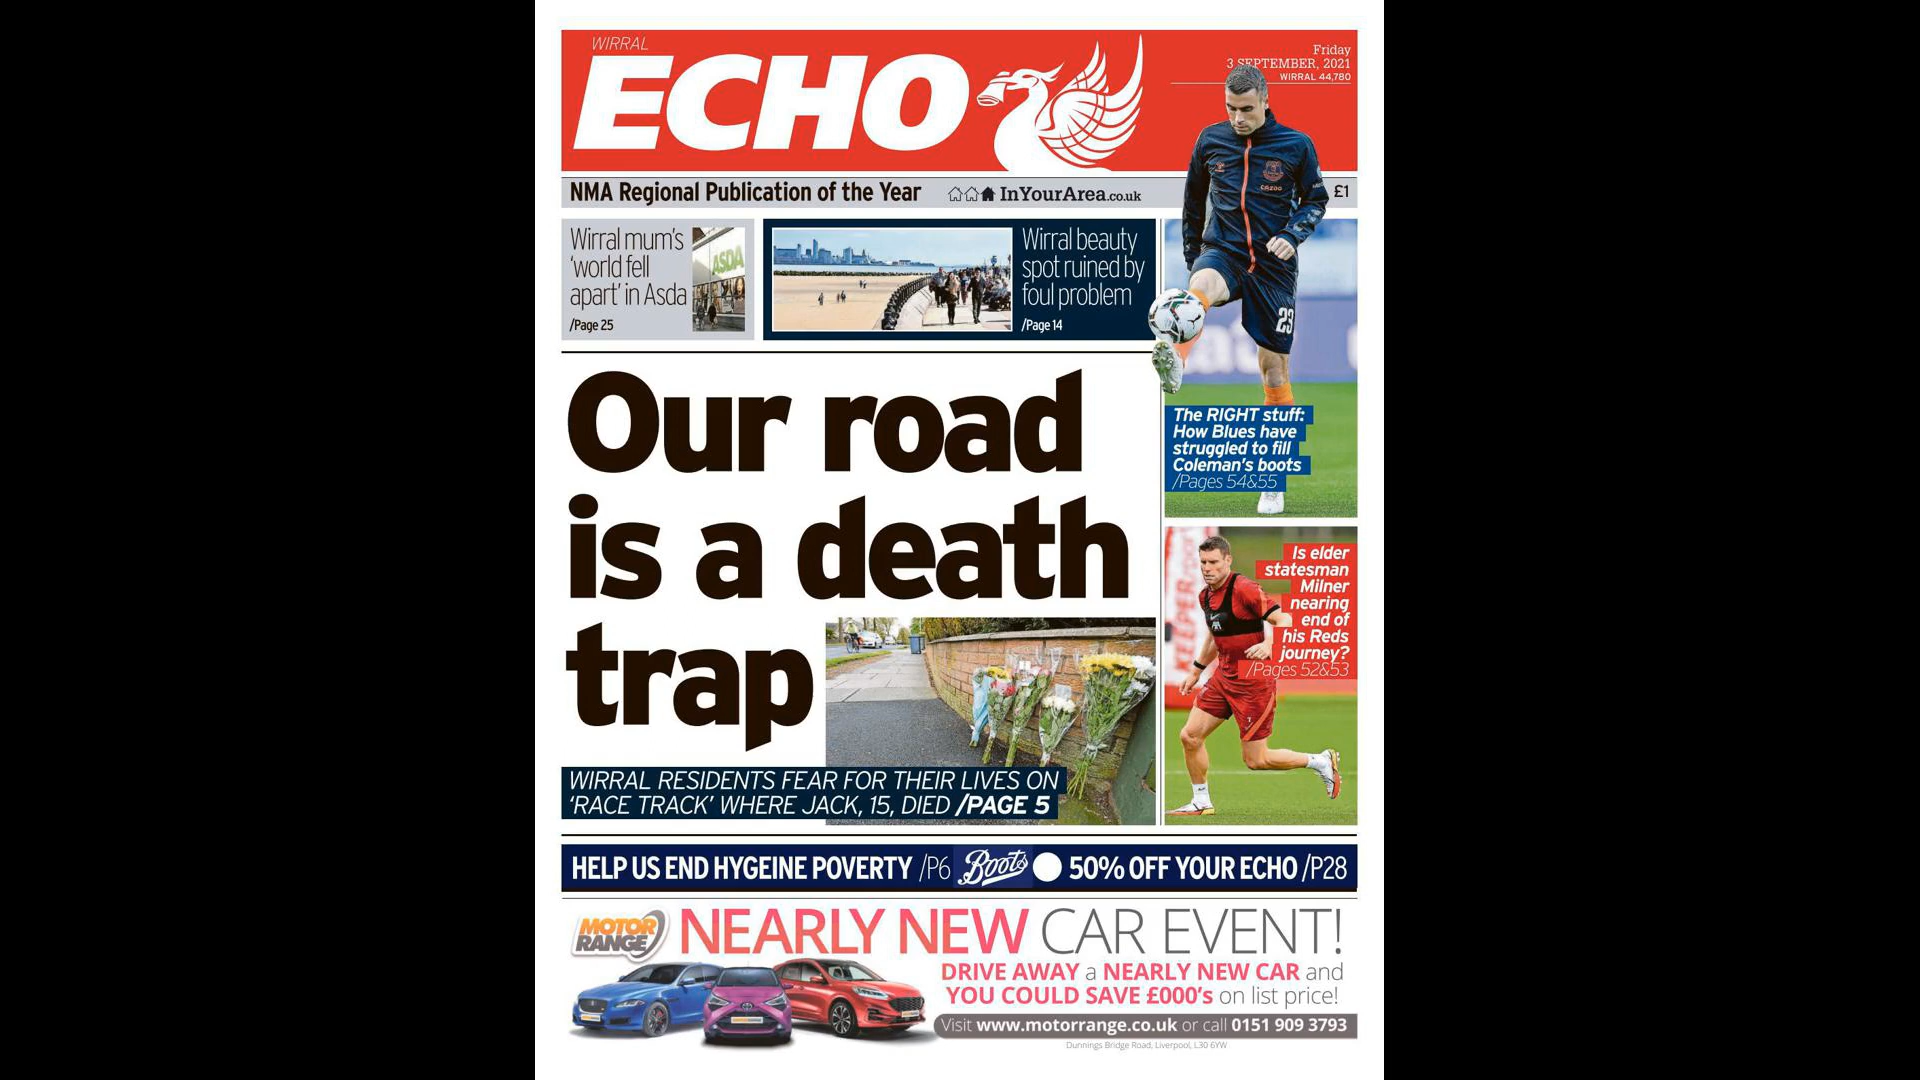 WIRRAL
ECHO
Friday
3 SEPTEMBER, 2021
WIRRAL 44,780
NMA Regional Publication of the Year
InYourArea.co.uk
£1
Wirral mum's
'world fell
apart' in Asda
/Page 25
ASDA
Wirral beauty
spot ruined by
foul problem
/Page 14
CAZOO
23
The RIGHT stuff:
How Blues have
struggled to fill
Coleman's boots
/Pages 54&55
Our road
is a death
trap
WIRRAL RESIDENTS FEAR FOR THEIR LIVES ON
'RACE TRACK' WHERE JACK, 15, DIED /PAGE 5
KEEPER
AXA
7
Is elder
statesman
Milner
nearing
end of
his Reds
journey?
/Pages 52&53
HELP US END HYGEINE POVERTY /P6 Boots 50% OFF YOUR ECHO /P28
MOTOR
RANGE
NEARLY NEW CAR EVENT!
DRIVE AWAY a NEARLY NEW CAR and
YOU COULD SAVE £000's on list price!
Visit www.motorrange.co.uk or call 0151 909 3793
Dunnings Bridge Road, Liverpool, L30 6YW